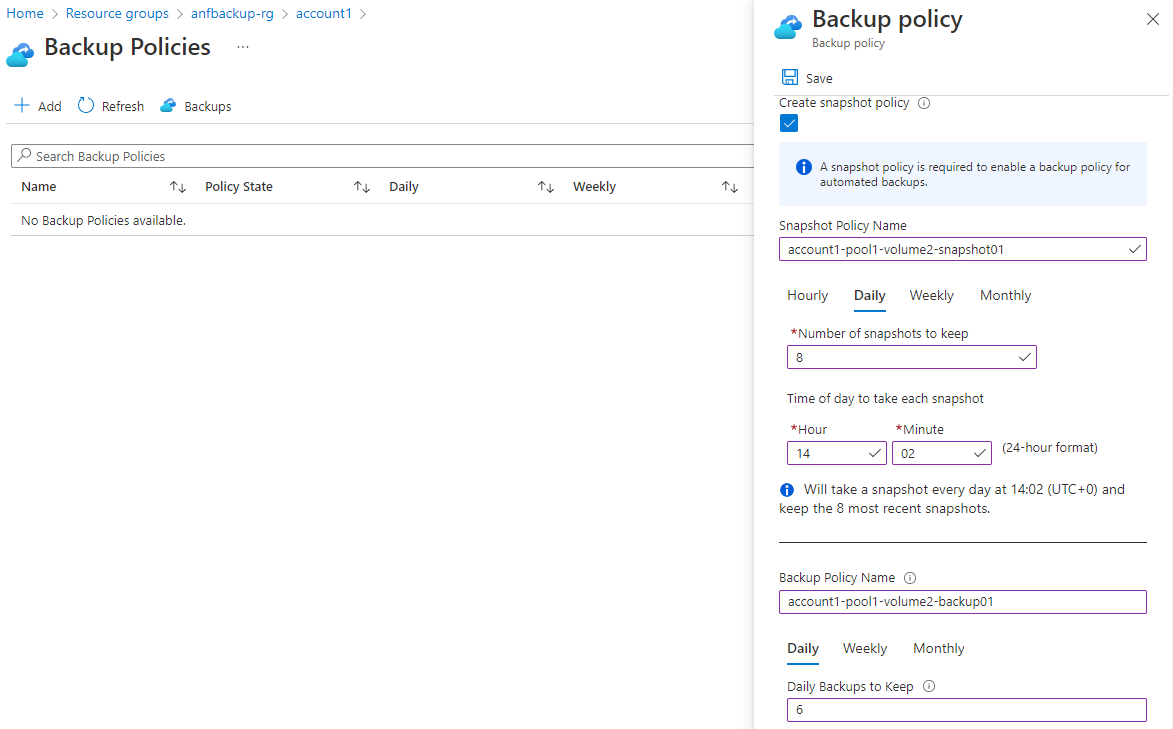 Home > Resource groups > anfbackup-rg > account1 >
Backup Policies ...
Add Refresh Backups
Search Backup Policies
Name Policy State Daily Weekly
No Backup Policies available.
Backup policy
Backup policy
Save
Create snapshot policy
A snapshot policy is required to enable a backup policy for
automated backups.
Snapshot Policy Name
account1-pool1-volume2-snapshot01
Hourly Daily Weekly Monthly
*Number of snapshots to keep
8
Time of day to take each snapshot
*Hour *Minute
14 02 (24-hour format)
Will take a snapshot every day at 14:02 (UTC+0) and
keep the 8 most recent snapshots.
Backup Policy Name
account1-pool1-volume2-backup01
Daily Weekly Monthly
Daily Backups to Keep
6